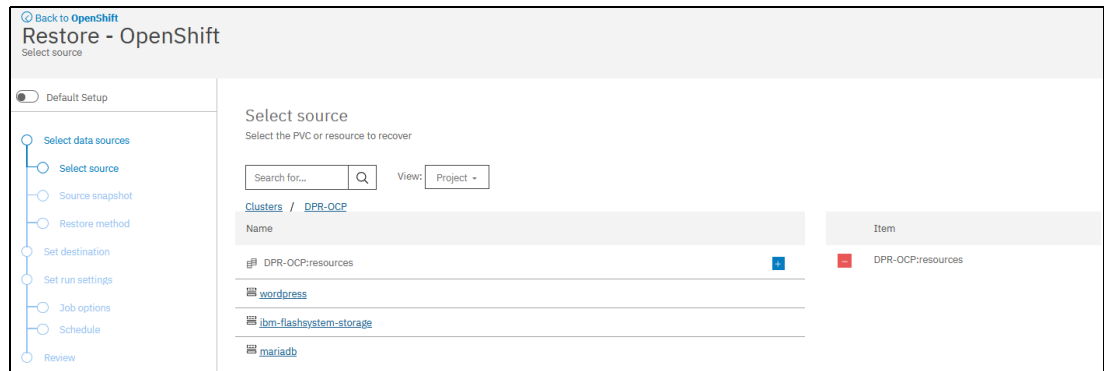 Back to OpenShift
Restore - OpenShift
Select source
Default Setup
Select data sources
Select source
Source snapshot
Restore method
Set destination
Set run settings
Job options
Schedule
Review
Select source
Select the PVC or resource to recover
Search for...
View: Project
Clusters / DPR-OCP
Name
DPR-OCP:resources
wordpress
ibm-flashsystem-storage
mariadb
Item
DPR-OCP:resources